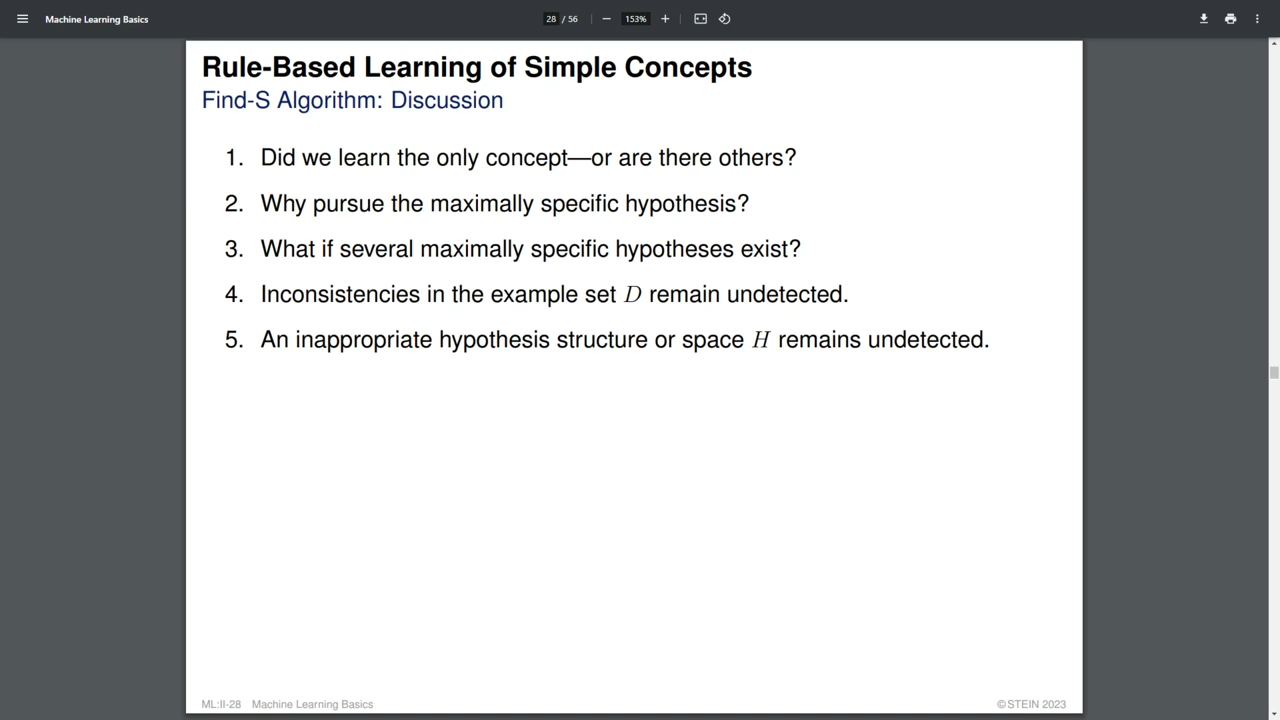 Machine Learning Basics
28 / 56
153%
Rule-Based Learning of Simple Concepts
Find-S Algorithm: Discussion
1. Did we learn the only concept—or are there others?
2. Why pursue the maximally specific hypothesis?
3. What if several maximally specific hypotheses exist?
4. Inconsistencies in the example set D remain undetected.
5. An inappropriate hypothesis structure or space H remains undetected.
ML:II-28 Machine Learning Basics
©STEIN 2023